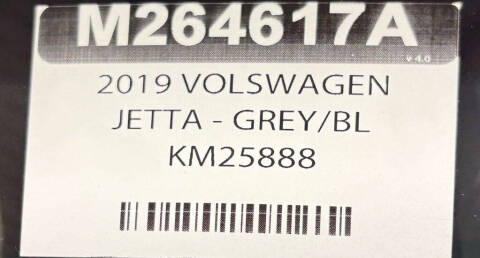 M264617A
v 4.0
2019 VOLSWAGEN
JETTA - GREY/BL
KM25888